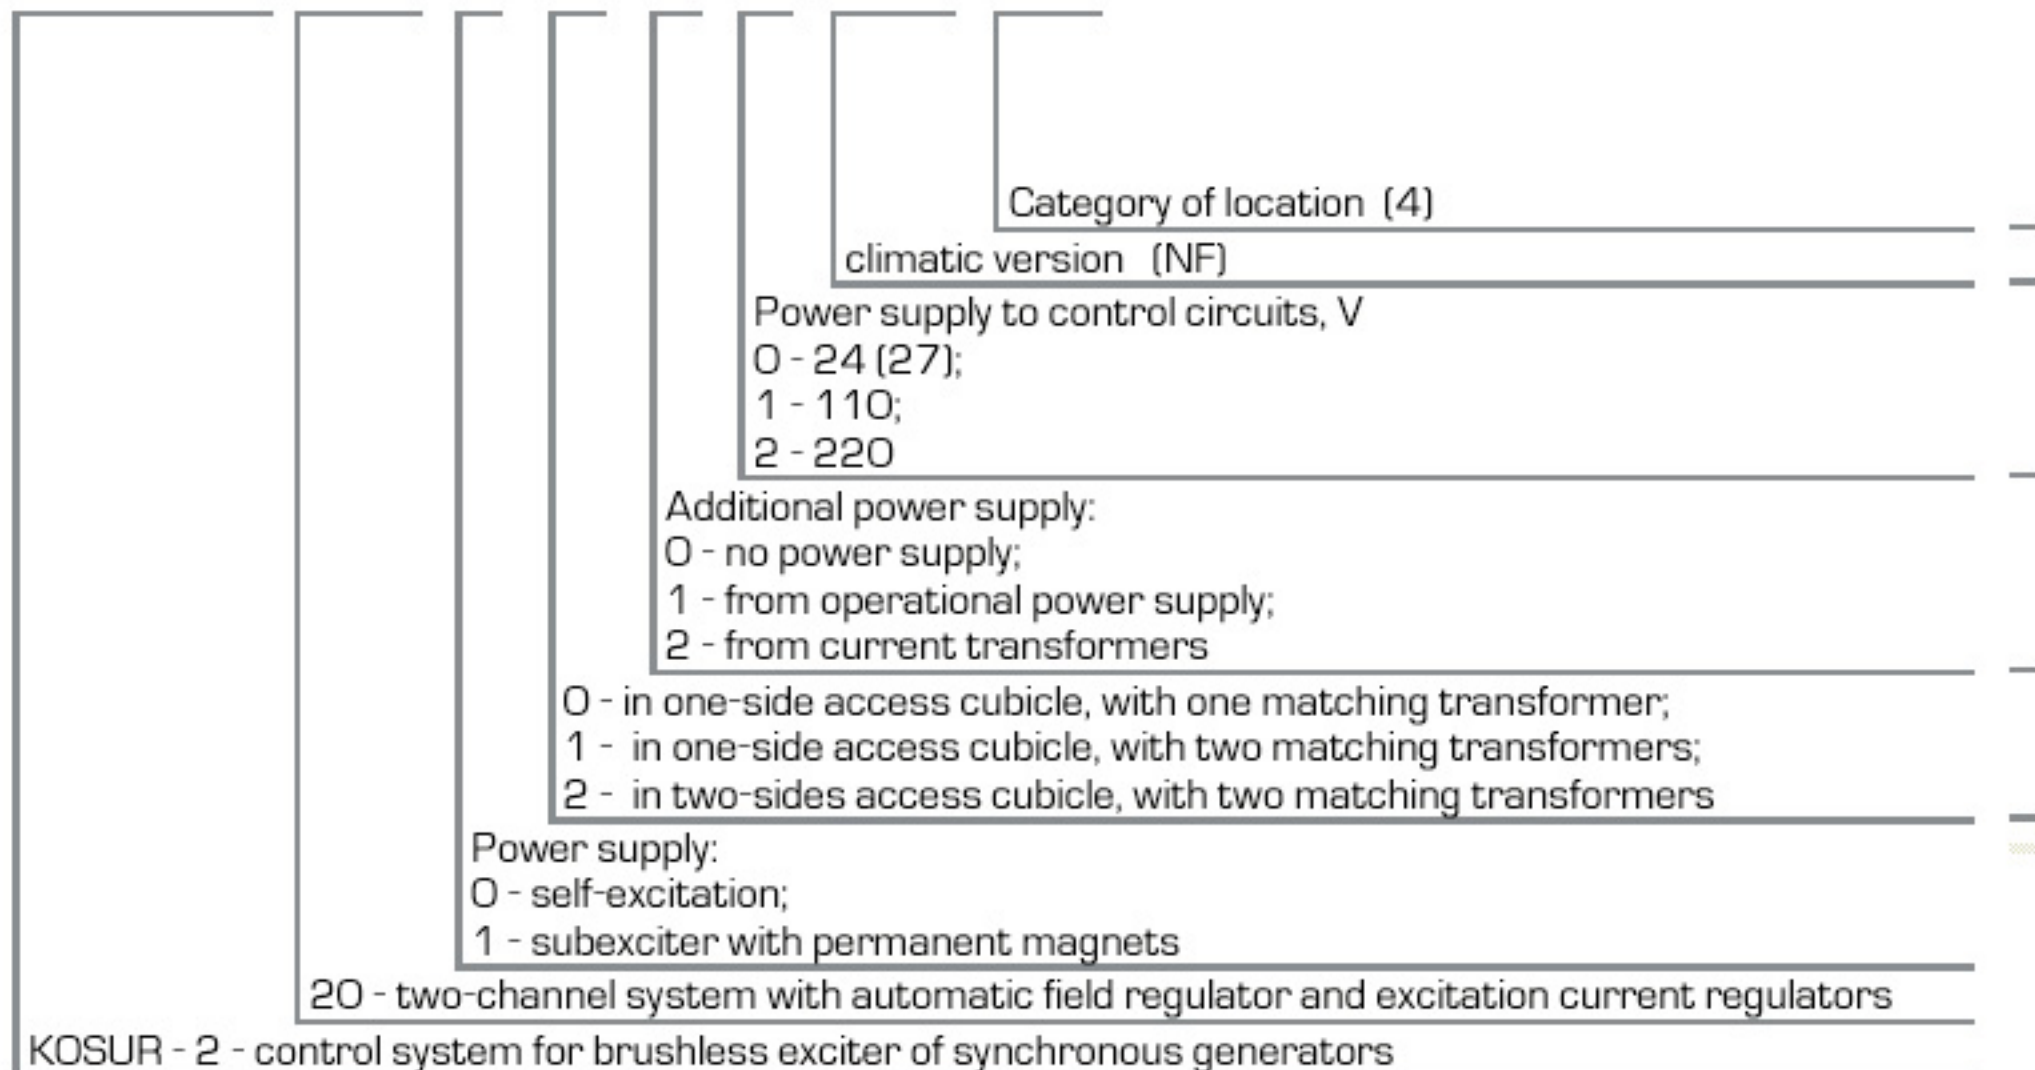 Category of location (4)
climatic version (NF)
Power supply to control circuits, V
0 - 24 (27);
1 - 110;
2 - 220
Additional power supply:
0 - no power supply;
1 - from operational power supply;
2 - from current transformers
0 - in one-side access cubicle, with one matching transformer;
1 - in one-side access cubicle, with two matching transformers;
2 - in two-sides access cubicle, with two matching transformers
Power supply:
0 - self-excitation;
1 - subexciter with permanent magnets
20 - two-channel system with automatic field regulator and excitation current regulators
KOSUR - 2 - control system for brushless exciter of synchronous generators